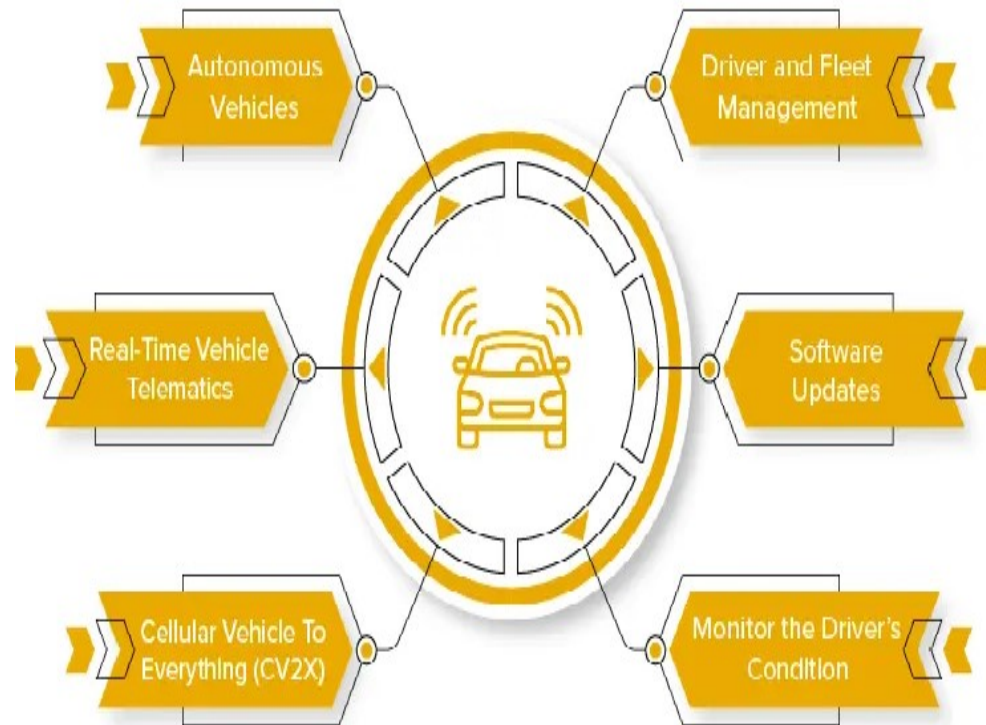 Autonomous
Vehicles
Driver and Fleet
Management
Real-Time Vehicle
Telematics
Software
Updates
Cellular Vehicle To
Everything (CV2X)
Monitor the Driver's
Condition